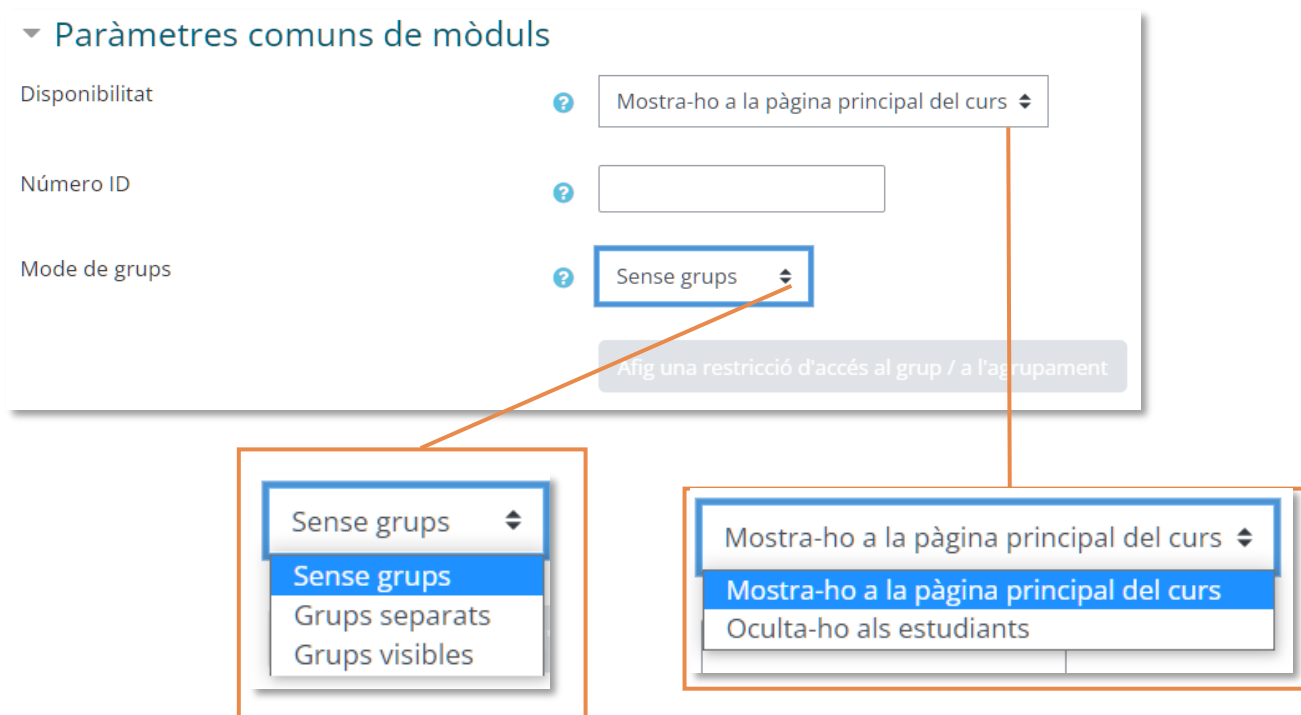 Paràmetres comuns de mòduls
Disponibilitat
Mostra-ho a la pàgina principal del curs
Número ID
Mode de grups
Sense grups
Afig una restricció d'accés al grup / a l'agrupament
Sense grups
Sense grups
Grups separats
Grups visibles
Mostra-ho a la pàgina principal del curs
Mostra-ho a la pàgina principal del curs
Oculta-ho als estudiants